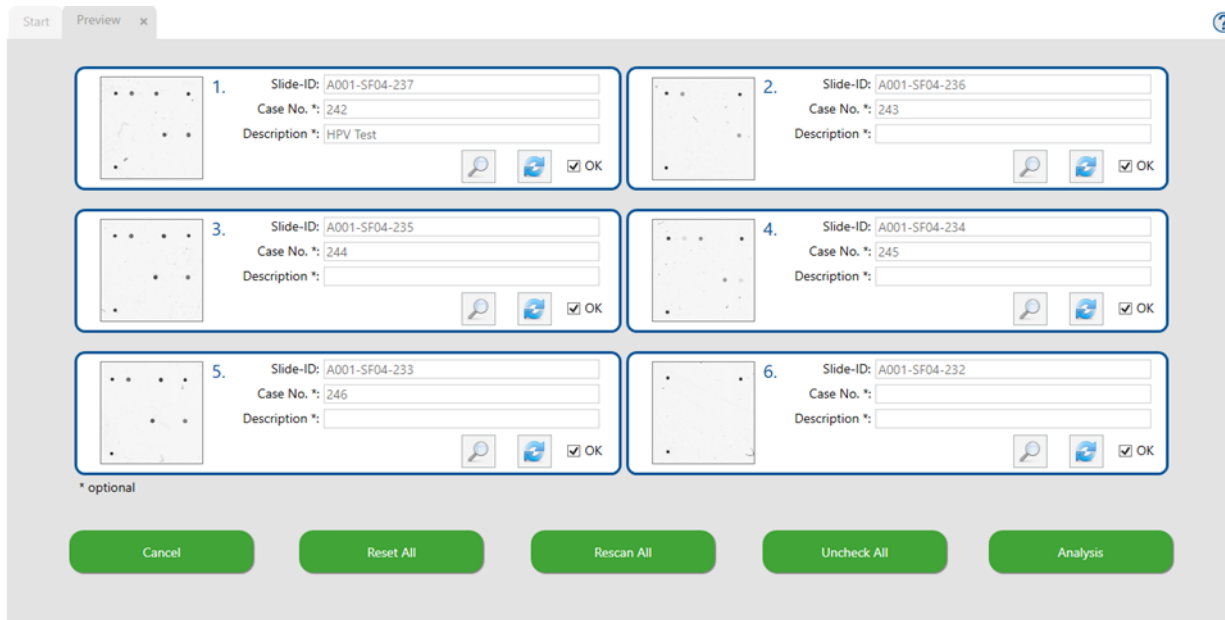 Start
Preview x
?
1.
Slide-ID: A001-SF04-237
Case No. *: 242
Description *: HPV Test
OK
2.
Slide-ID: A001-SF04-236
Case No. *: 243
Description *:
OK
3.
Slide-ID: A001-SF04-235
Case No. *: 244
Description *:
OK
4.
Slide-ID: A001-SF04-234
Case No. *: 245
Description *:
OK
5.
Slide-ID: A001-SF04-233
Case No. *: 246
Description *:
OK
6.
Slide-ID: A001-SF04-232
Case No. *:
Description *:
OK
* optional
Cancel
Reset All
Rescan All
Uncheck All
Analysis